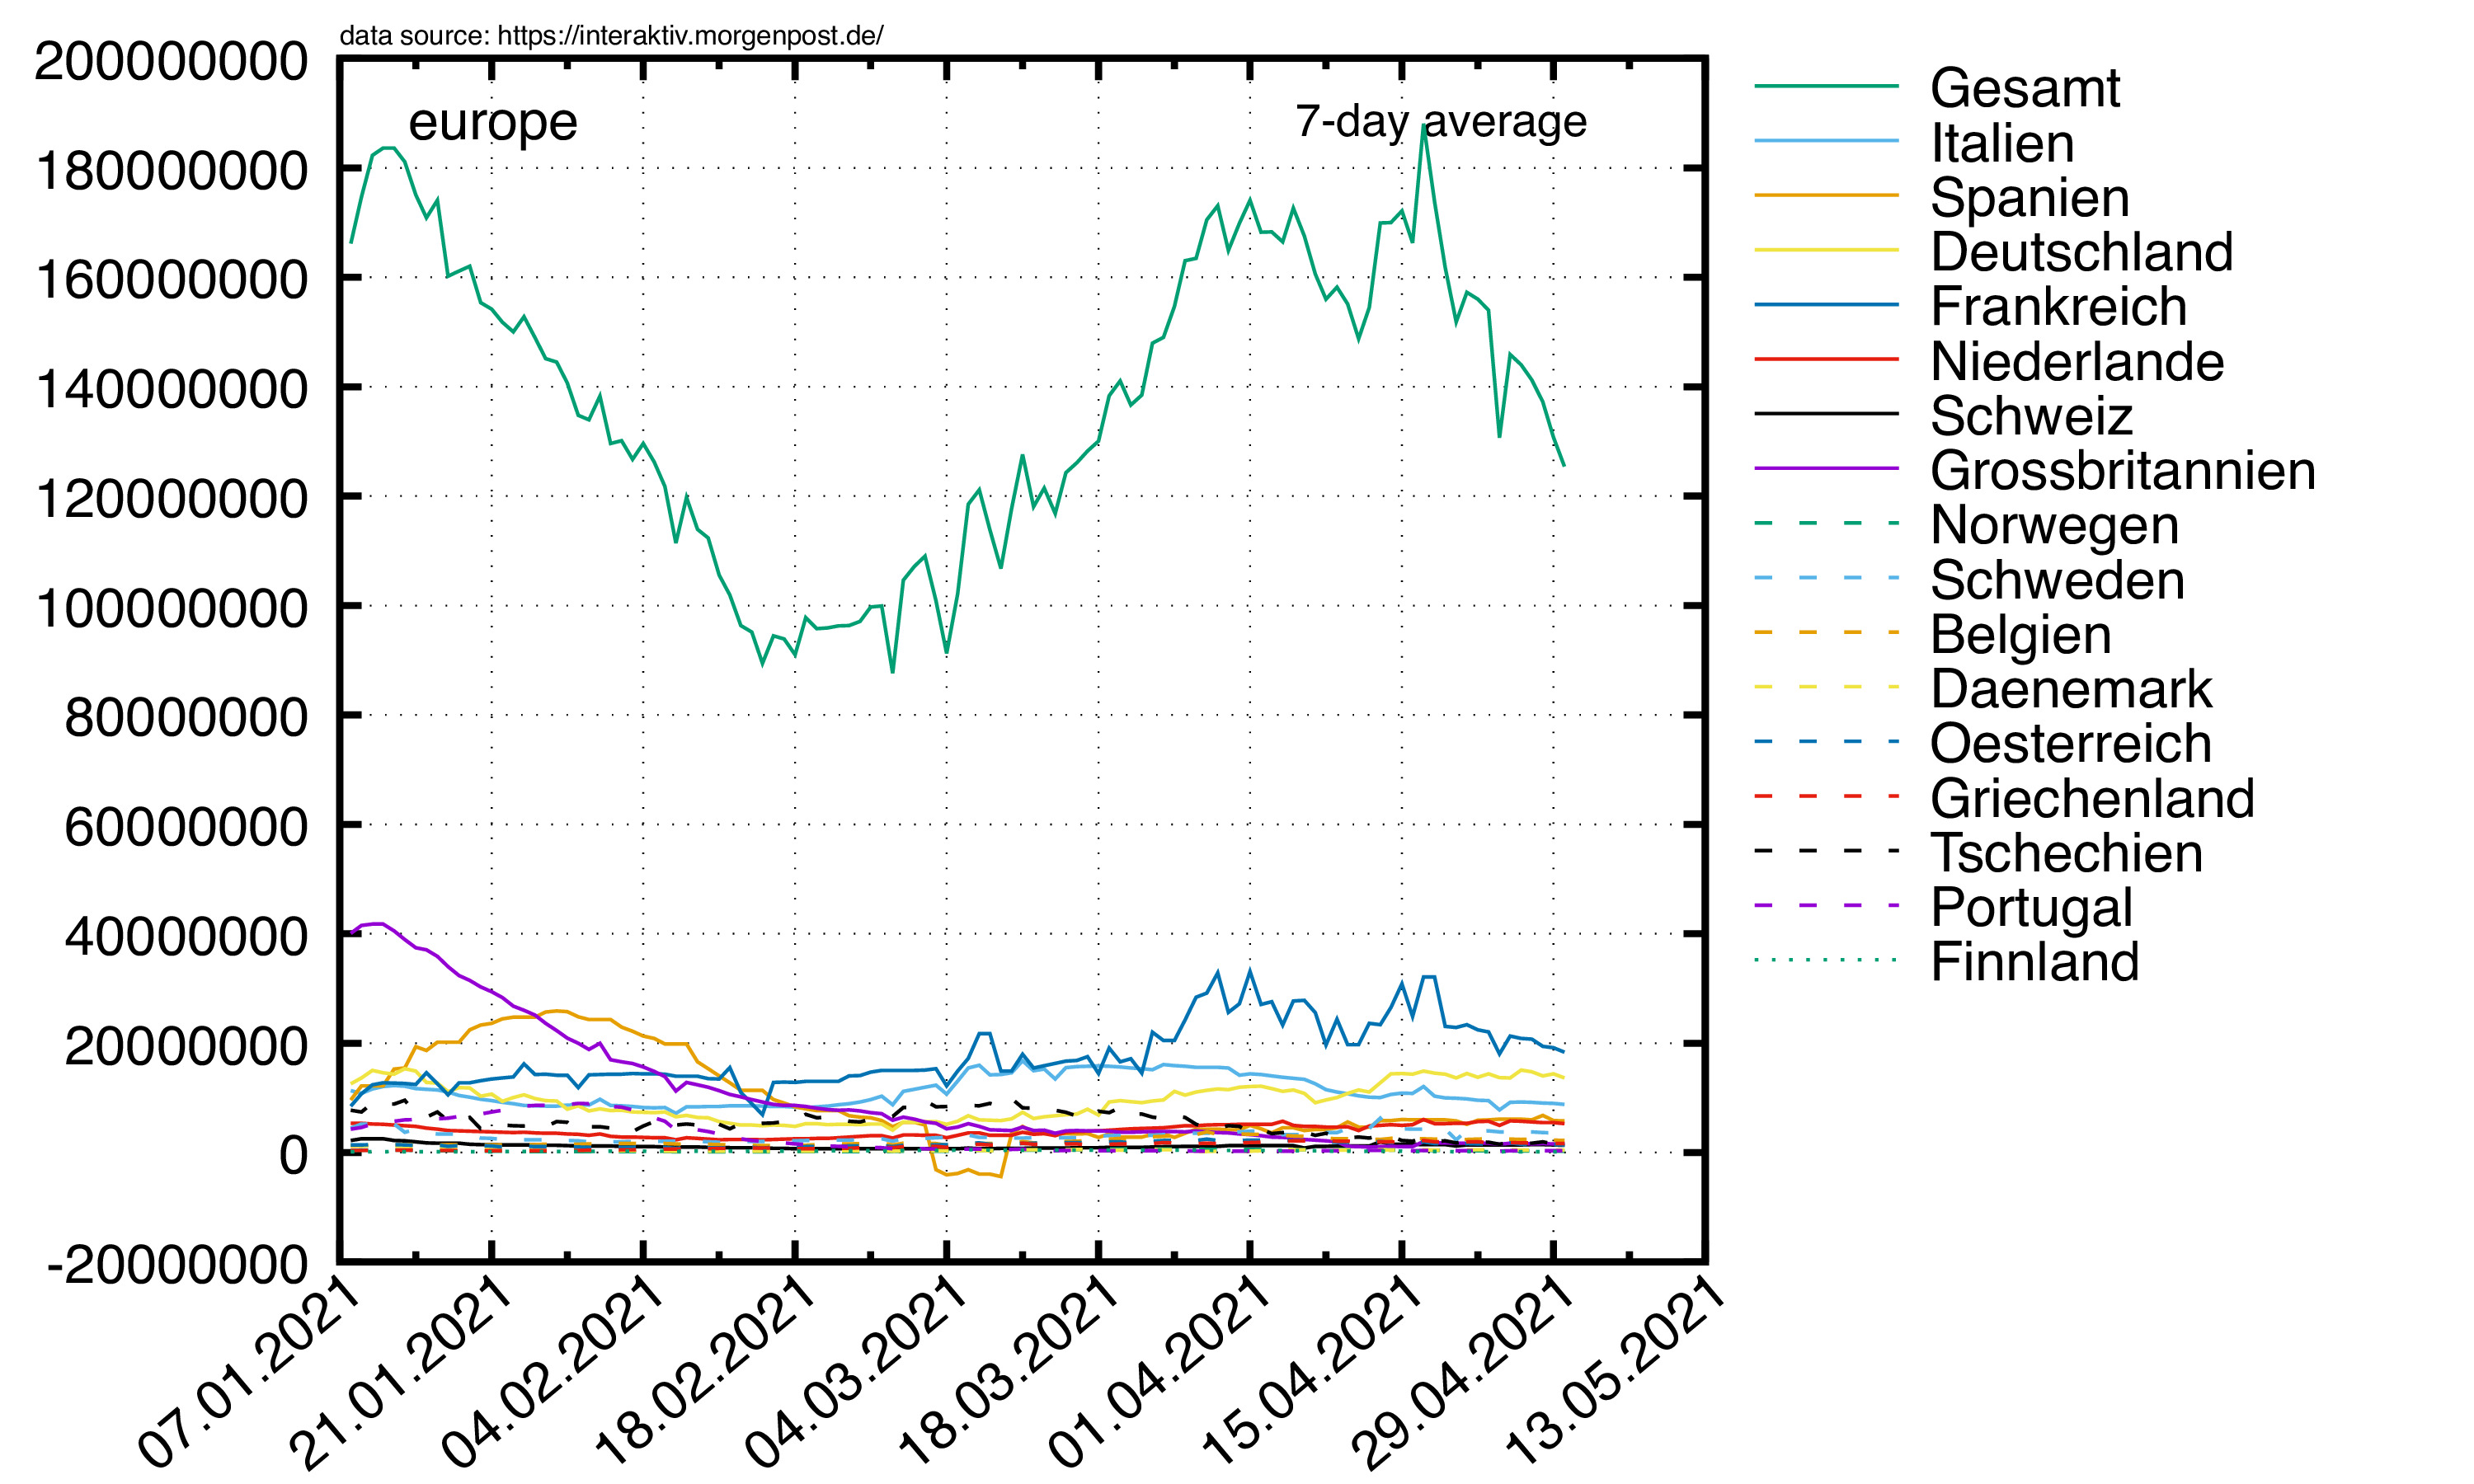 data source: https://interaktiv.morgenpost.de/
200000000
europe
7-day average
180000000
160000000
140000000
120000000
100000000
80000000
60000000
40000000
20000000
0
-20000000
07.01.2021
21.01.2021
04.02.2021
18.02.2021
04.03.2021
18.03.2021
01.04.2021
15.04.2021
29.04.2021
13.05.2021
Gesamt
Italien
Spanien
Deutschland
Frankreich
Niederlande
Schweiz
Grossbritannien
Norwegen
Schweden
Belgien
Daenemark
Oesterreich
Griechenland
Tschechien
Portugal
Finnland